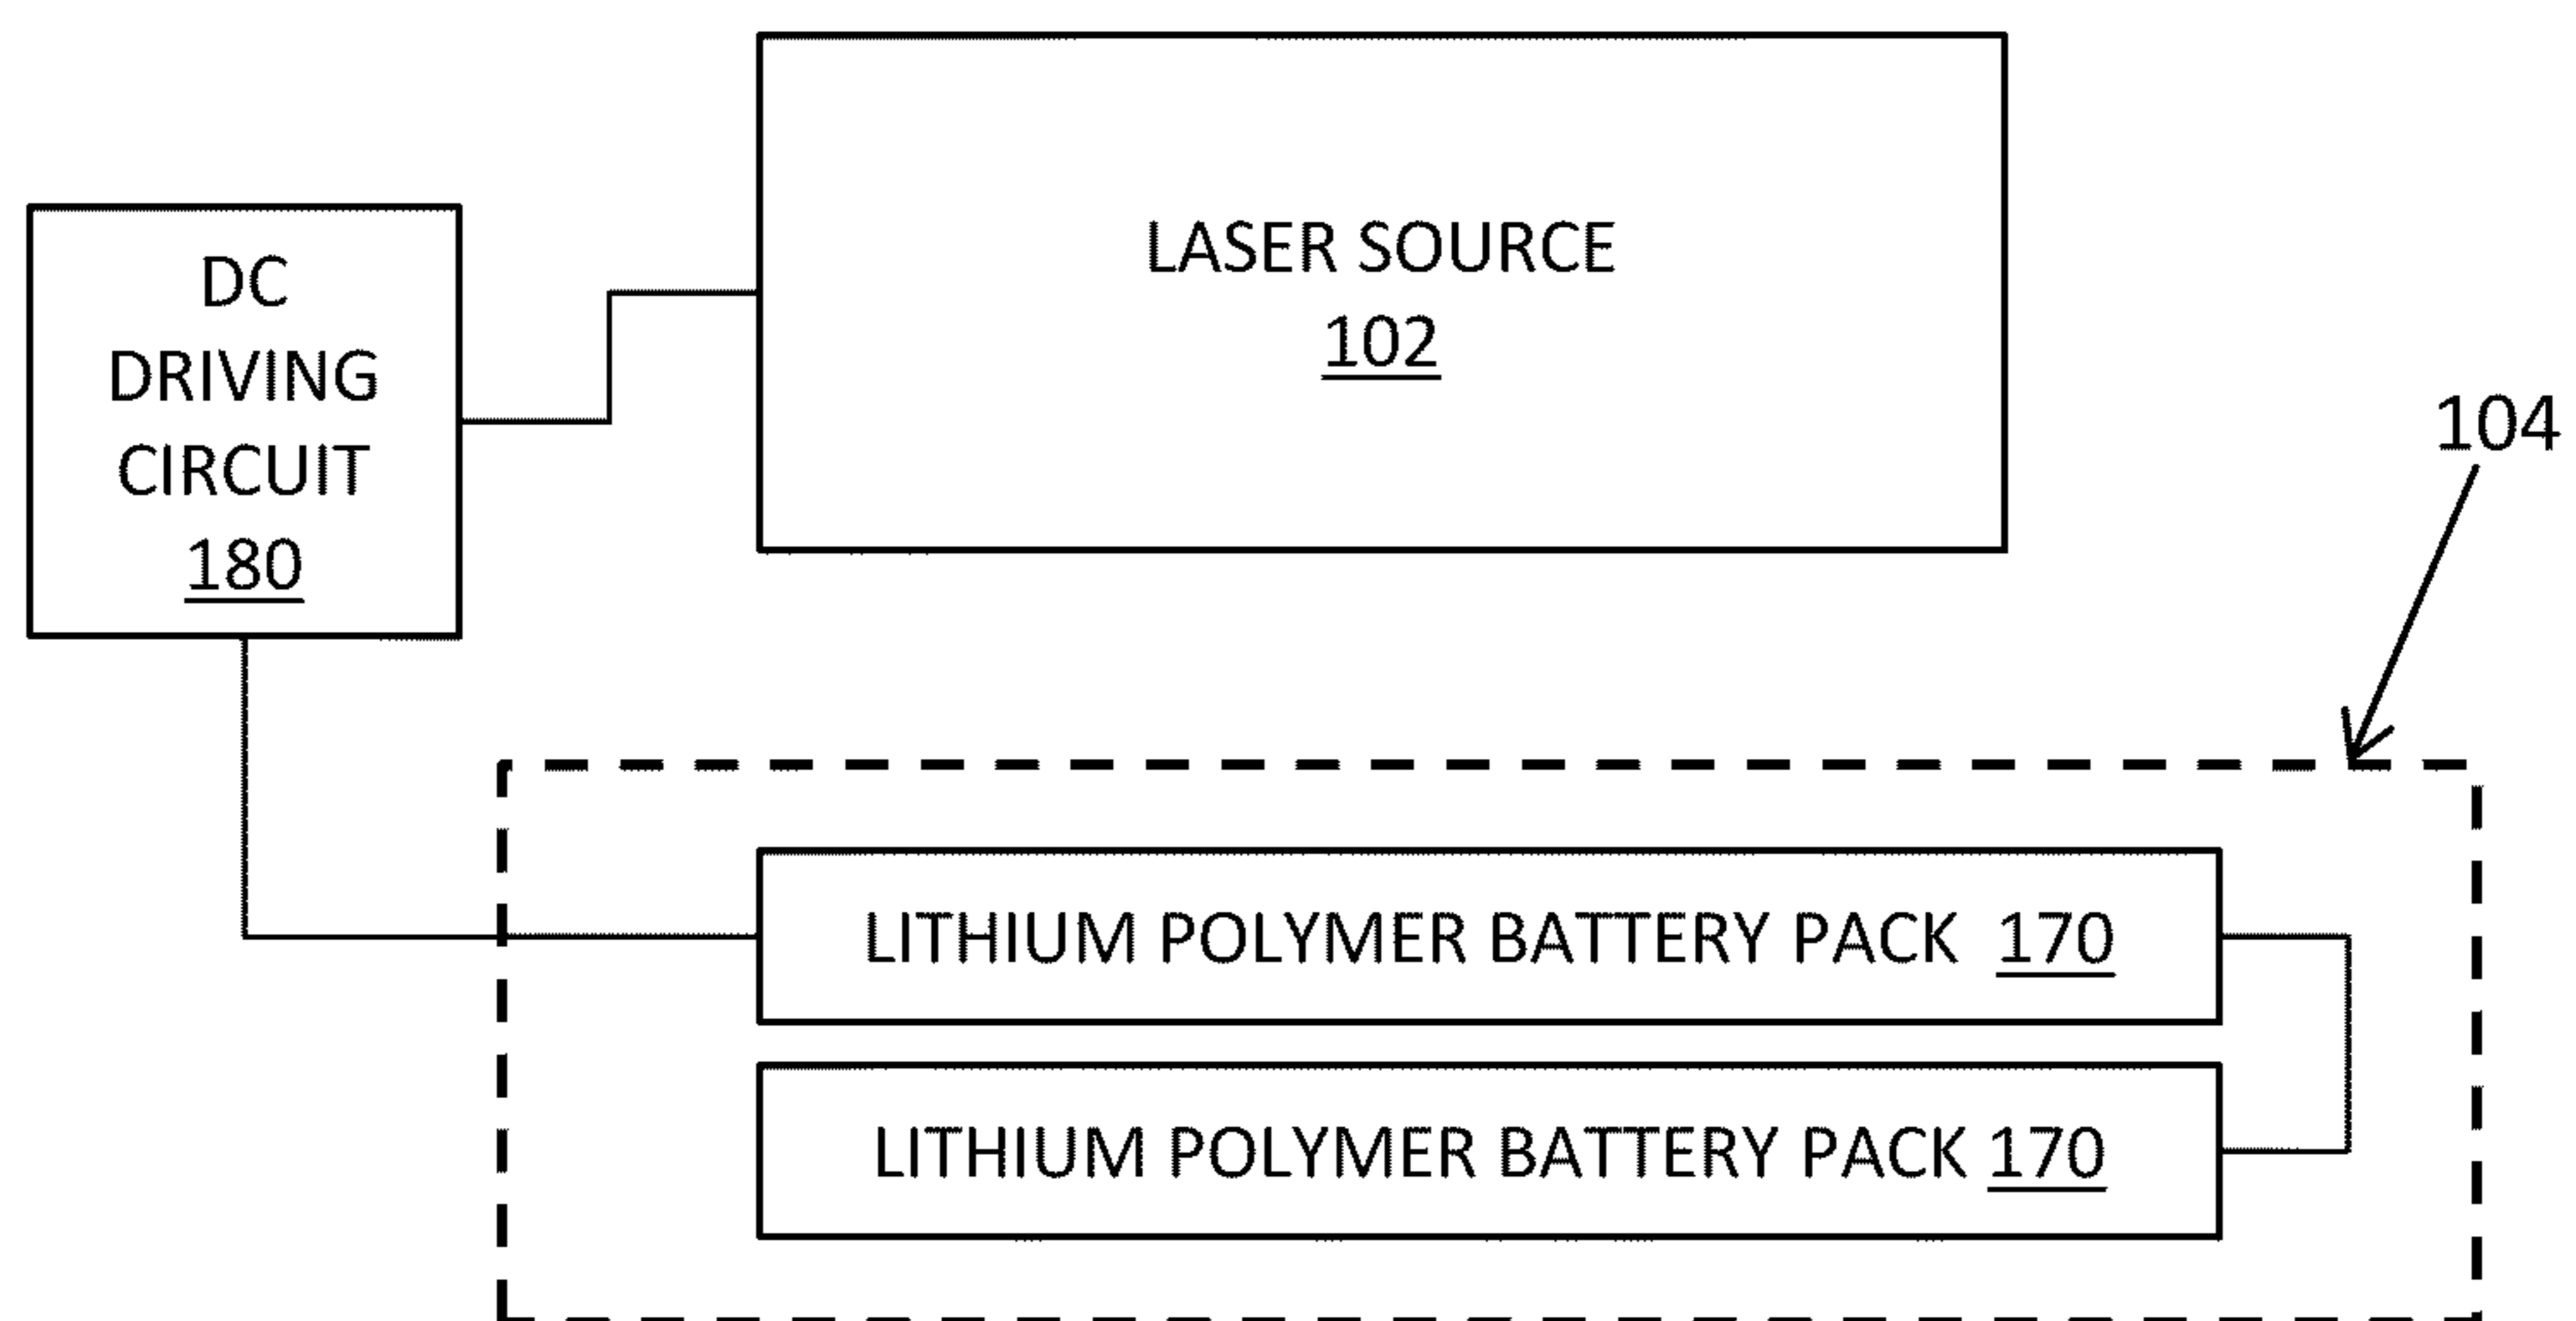 LASER SOURCE
102
DC
DRIVING
CIRCUIT
180
104
LITHIUM POLYMER BATTERY PACK 170
LITHIUM POLYMER BATTERY PACK 170